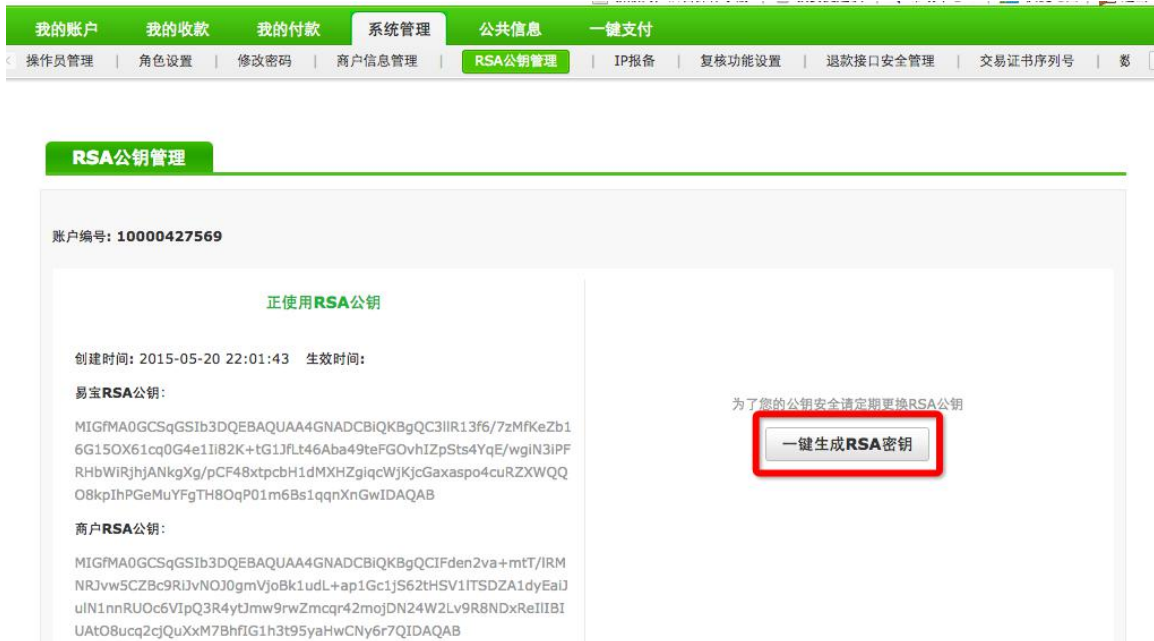 我的账户 我的收款 我的付款 系统管理 公共信息 一键支付
操作员管理 | 角色设置 | 修改密码 | 商户信息管理 | RSA公钥管理 | IP报备 | 复核功能设置 | 退款接口安全管理 | 交易证书序列号 |
RSA公钥管理
账户编号: 10000427569
正使用RSA公钥
创建时间: 2015-05-20 22:01:43 生效时间:
易宝RSA公钥:
MIGfMA0GCSqGSIb3DQEBAQUAA4GNADCBiQKBgQC3llR13f6/7zMfKeZb1
6G15OX61cq0G4e1Ii82K+tG1JfLt46Aba49teFGOvhIZpSts4YqE/wgiN3iPF
RHbWiRjhjANkgXg/pCF48xtpcbH1dMXHZgiqcWjKjcGaxaspo4cuRZXWQQ
O8kpIhPGeMuYFgTH8OqP01m6Bs1qqnXnGwIDAQAB
商户RSA公钥:
MIGfMA0GCSqGSIb3DQEBAQUAA4GNADCBiQKBgQCIFden2va+mtT/lRM
NRJvw5CZBc9RiJvNOJ0gmVjoBk1udL+ap1Gc1jS62tHSV1lTSDZA1dyEaiJ
ulN1nnRUOc6VIpQ3R4ytJmw9rwZmcqr42mojDN24W2Lv9R8NDxReIlIBI
UAtO8ucq2cjQuXxM7BhfIG1h3t95yaHwCNy6r7QIDAQAB
为了您的公钥安全请定期更换RSA公钥
一键生成RSA密钥